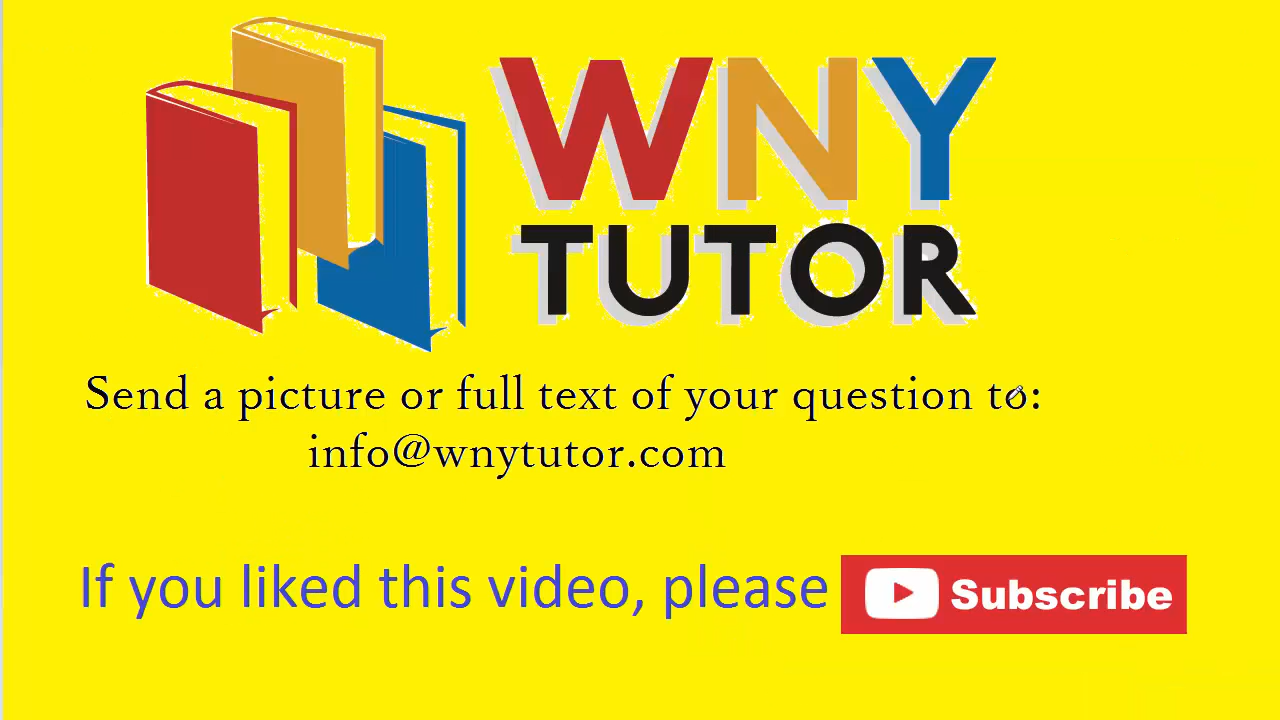 WNY
TUTOR
Send a picture or full text of your question to:
info@wnytutor.com
If you liked this video, please Subscribe